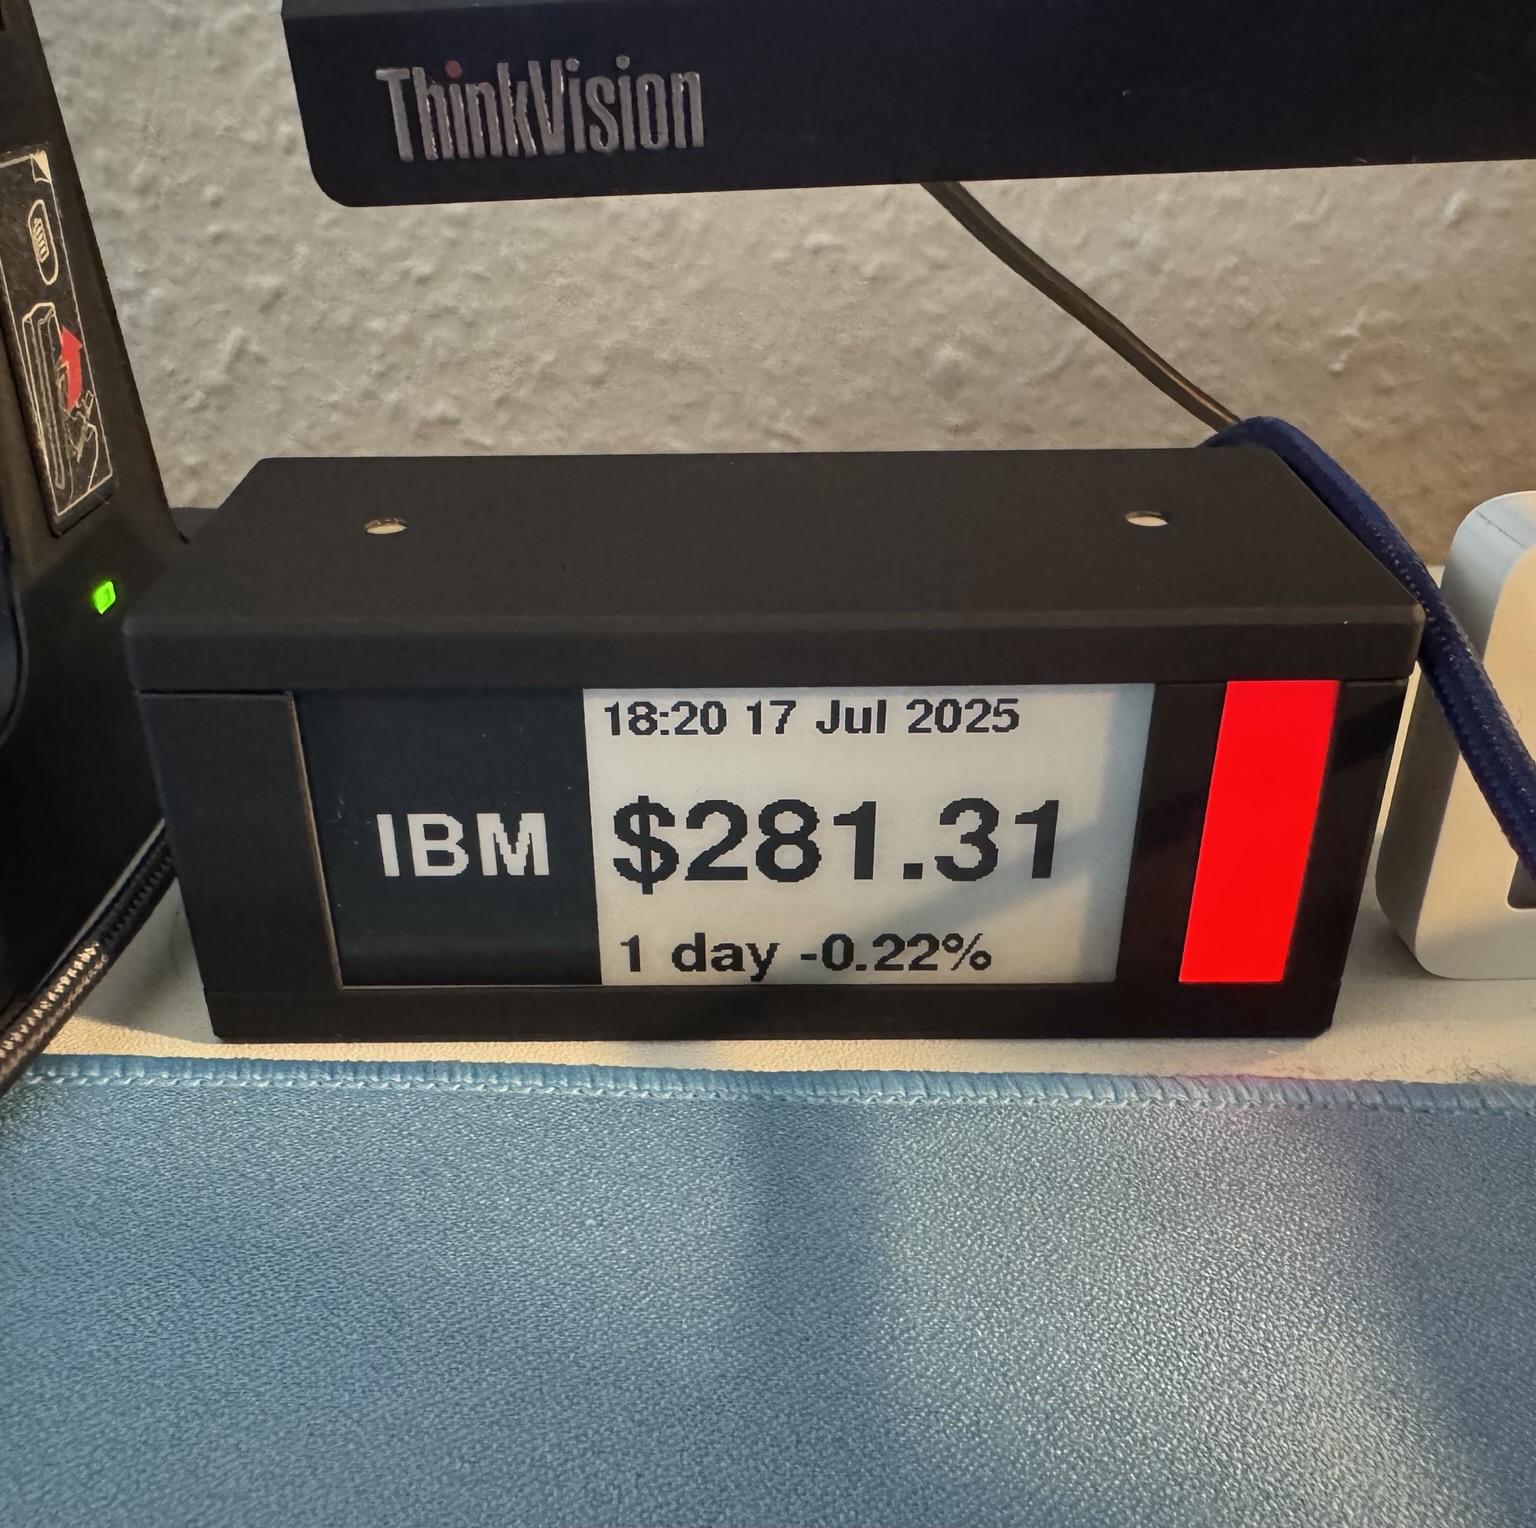 ThinkVision
18:20 17 Jul 2025
IBM
$281.31
1 day -0.22%